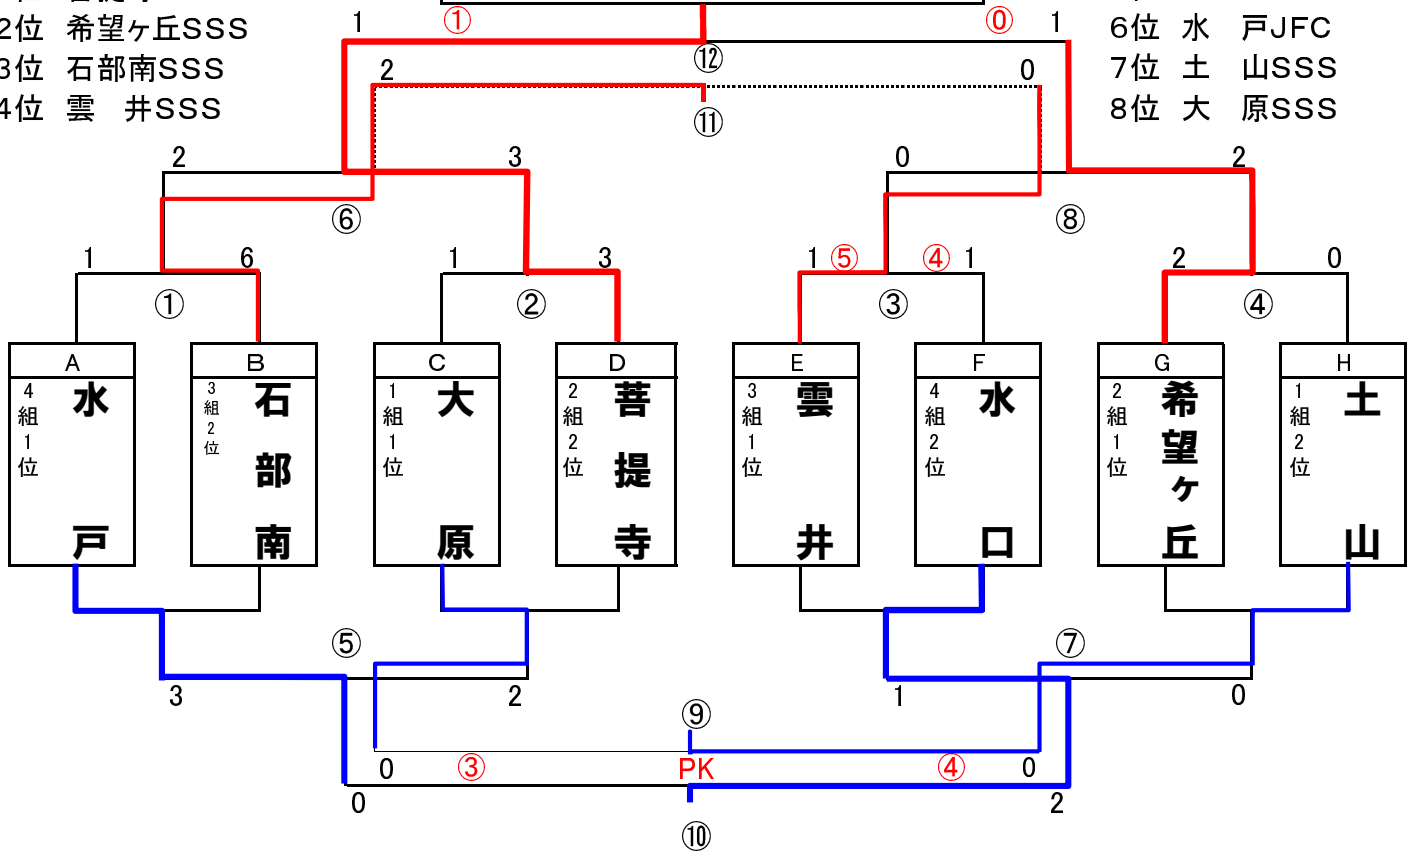 2位 希望ヶ丘SSS
3位 石部南SSS
4位 雲 井SSS
6位 水 戸JFC
7位 土 山SSS
8位 大 原SSS
1 ① ⓪ 1
⑫
2 0
⑪
2 3 0 2
⑥ ⑧
1 6 1 3 1 ⑤ ④ 1 2 0
① ② ③ ④
A B C D E F G H
4組1位 水戸
3組2位 石部南
1組1位 大原
2組2位 菩提寺
3組1位 雲井
4組2位 水口
2組1位 希望ヶ丘
1組2位 土山
⑤ ⑦
3 2 1 0
⑨
0 ③ PK ④ 0
0 2
⑩